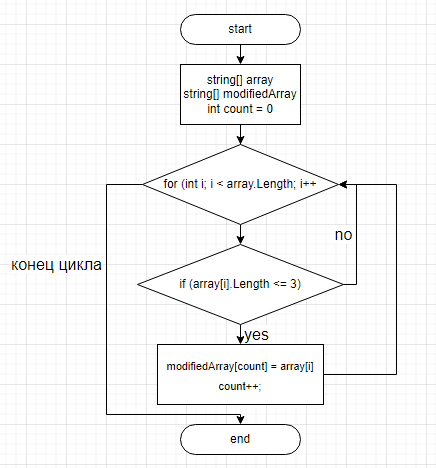 start
string[] array
string[] modifiedArray
int count = 0
for (int i; i < array.Length; i++
no
конец цикла
if (array[i].Length <= 3)
yes
modifiedArray[count] = array[i]
count++;
end